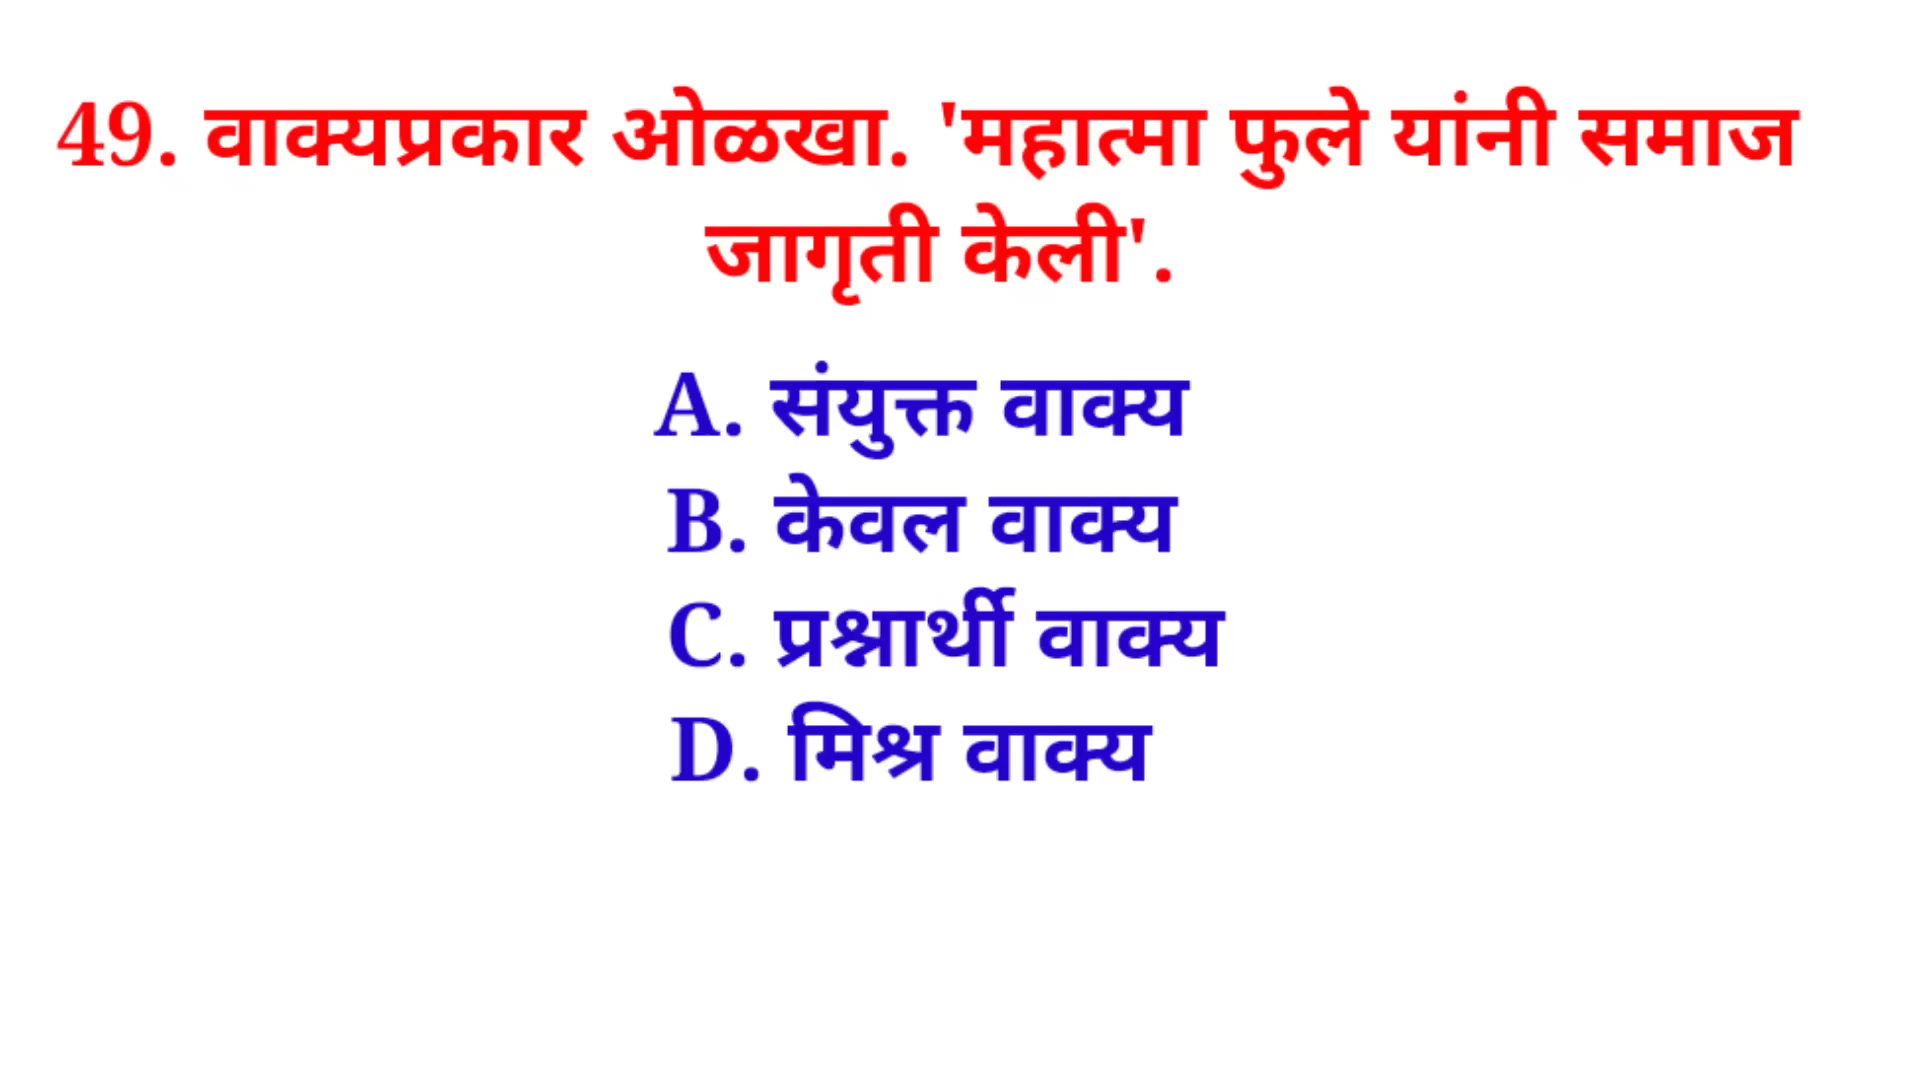 49. वाक्यप्रकार ओळखा. 'महात्मा फुले यांनी समाज
जागृती केली'.
A. संयुक्त वाक्य
B. केवल वाक्य
C. प्रश्नार्थी वाक्य
D. मिश्र वाक्य